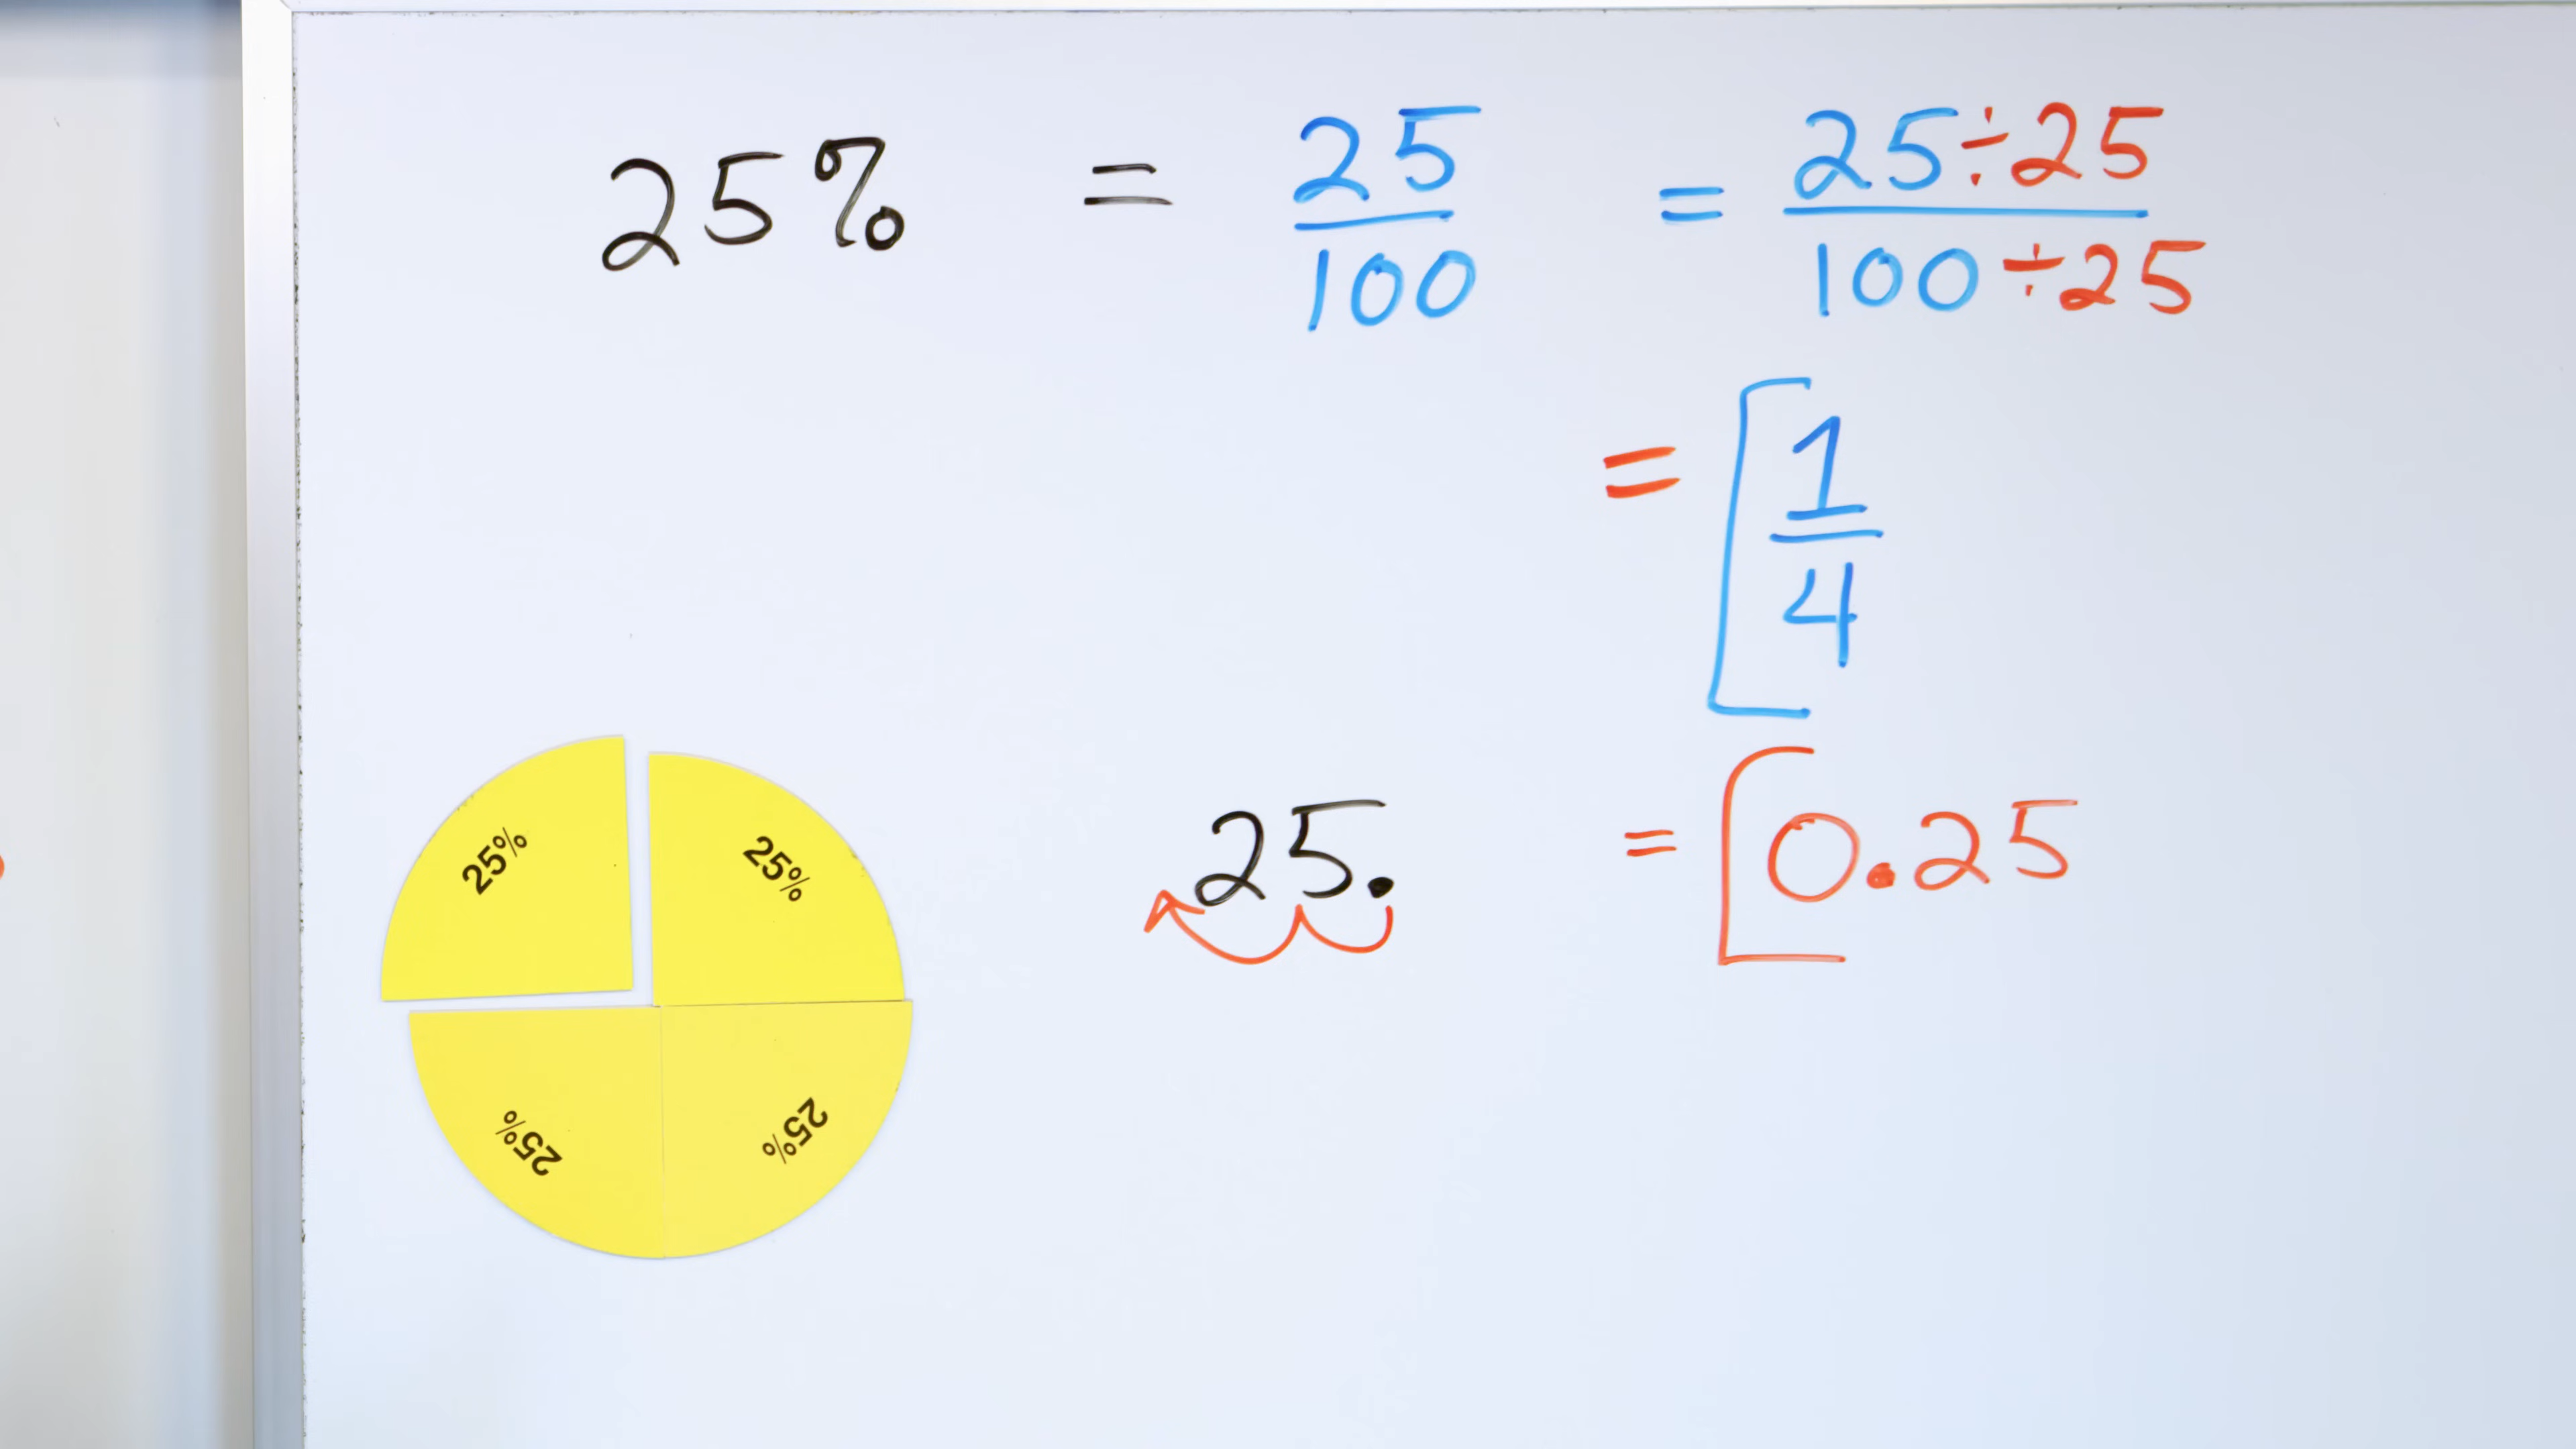 25% = 25/100 = 25÷25/100÷25
= [1/4
25. = [0.25
25%
25%
25%
25%